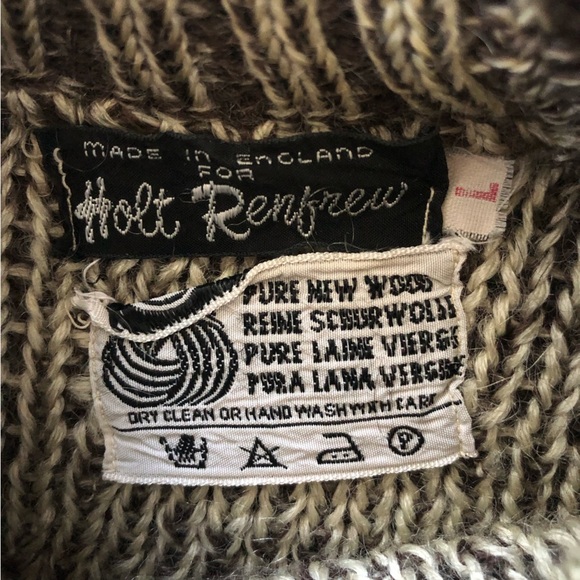 MADE IN ENGLAND
FOR
Holt Renfrew
L
PURE NEW WOOL
REINE SCHURWOLLE
PURE LAINE VIERGE
PURA LANA VERGINE
DRY CLEAN OR HAND WASH WITH CARE
P